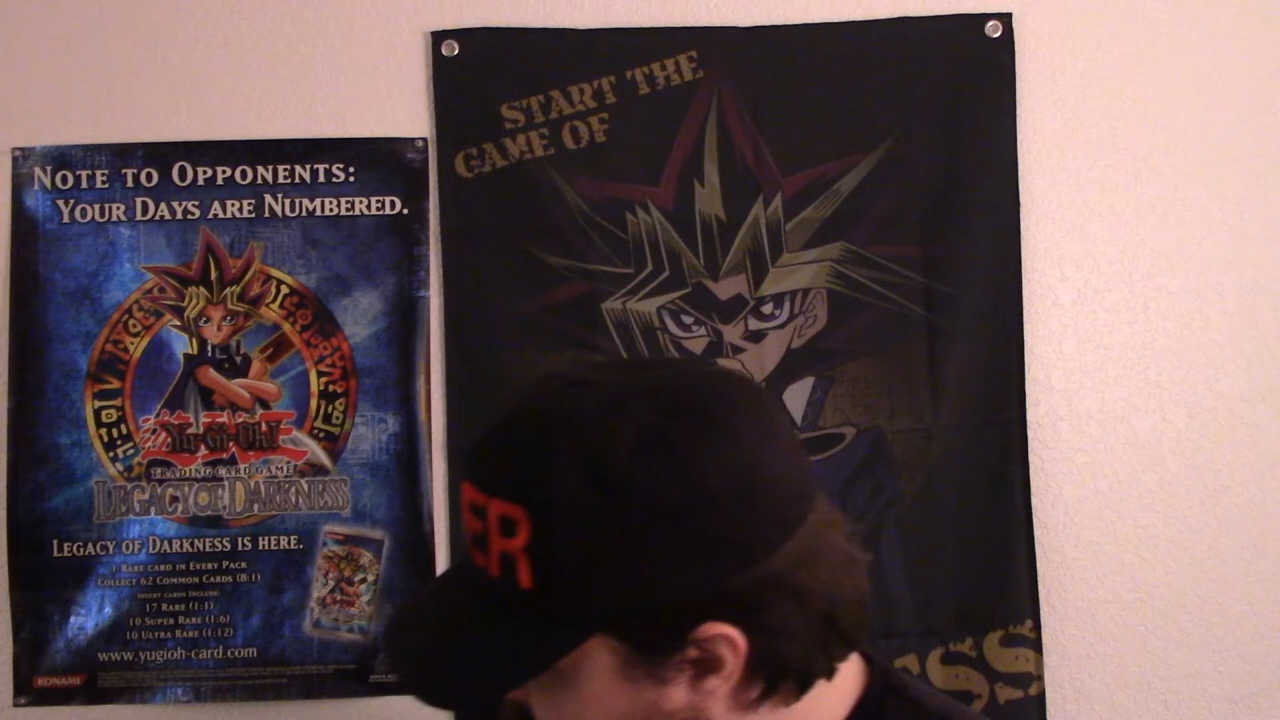 NOTE TO OPPONENTS:
YOUR DAYS ARE NUMBERED.
Yu-Gi-Oh!
TRADING CARD GAME
LEGACY OF DARKNESS
LEGACY OF DARKNESS IS HERE.
1 RARE CARD IN EVERY PACK
COLLECT 62 COMMON CARDS (8:1)
INSERT CARDS INCLUDE:
17 RARE (1:1)
10 SUPER RARE (1:6)
10 ULTRA RARE (1:12)
www.yugioh-card.com
KONAMI
START THE
GAME OF
ESS
ER